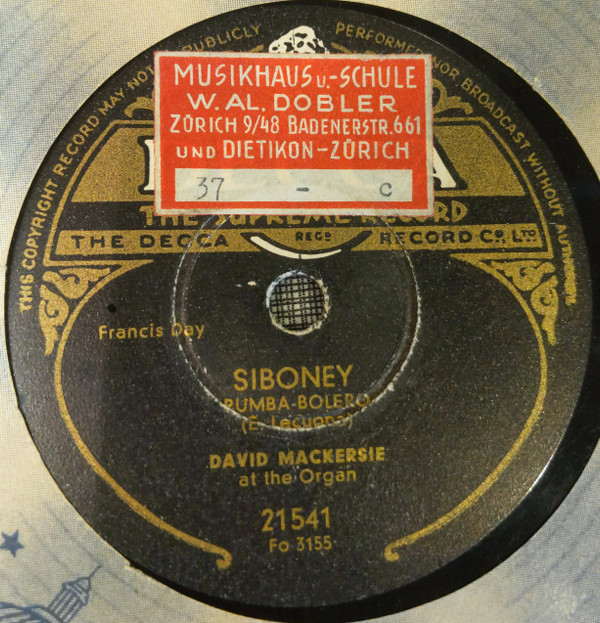 THIS COPYRIGHT RECORD MAY NOT PUBLICLY PERFORMED NOR BROADCAST WITHOUT
MUSIKHAUS U.-SCHULE
W. AL. DOBLER
ZÜRICH 9/48 BADENERSTR. 661
UND DIETIKON-ZÜRICH
37 - C
THE SUPREME RECORD
THE DECCA REGD RECORD CO. LTD.
Francis Day
SIBONEY
RUMBA-BOLERO
(E. Lecuona)
DAVID MACKERSIE
at the Organ
21541
Fo 3155